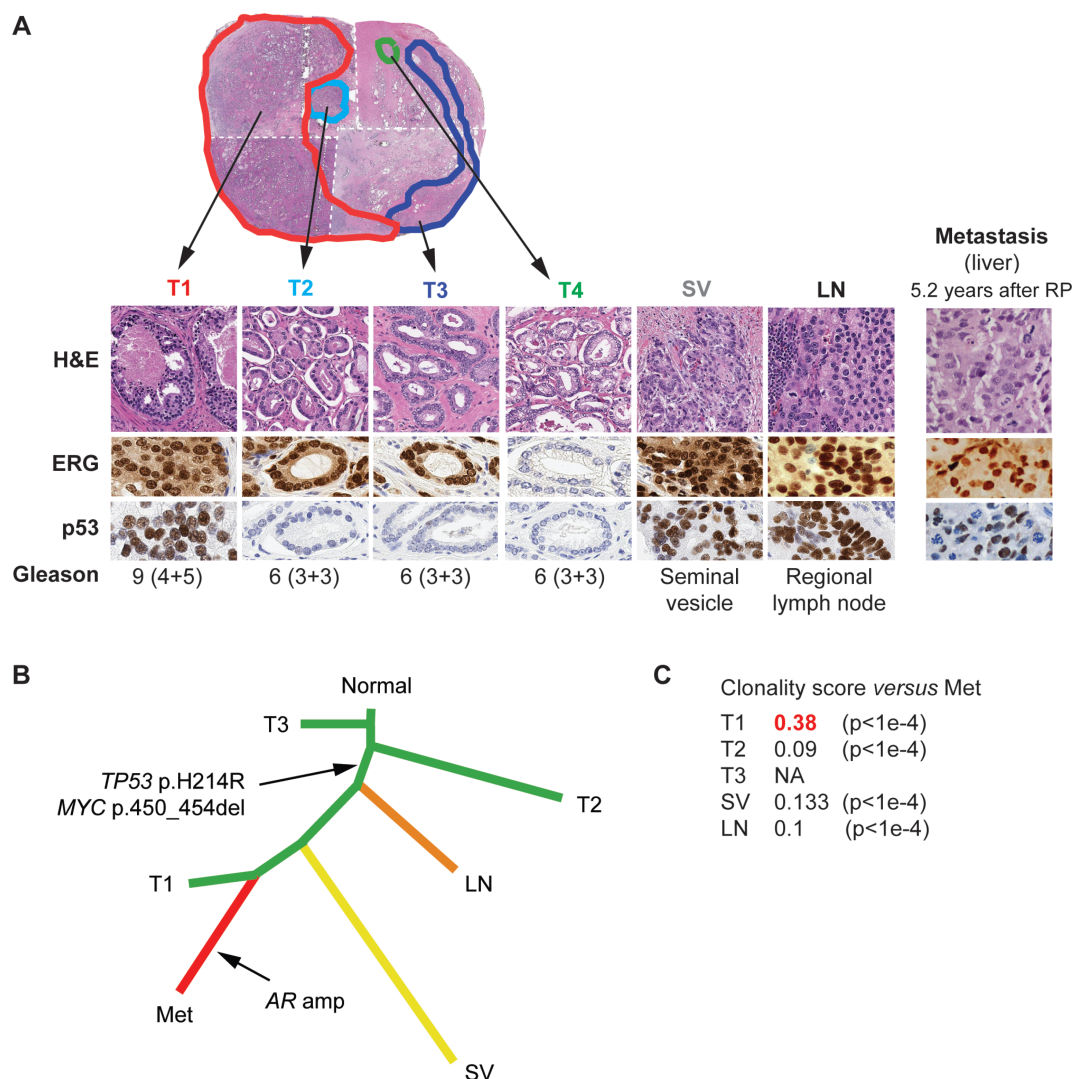 A
Metastasis
(liver)
5.2 years after RP
T1 T2 T3 T4 SV LN
H&E
ERG
p53
Gleason 9 (4+5) 6 (3+3) 6 (3+3) 6 (3+3) Seminal vesicle Regional lymph node
B
Normal
T3
TP53 p.H214R
MYC p.450_454del
T2
T1
LN
Met
AR amp
SV
C
Clonality score versus Met
T1 0.38 (p<1e-4)
T2 0.09 (p<1e-4)
T3 NA
SV 0.133 (p<1e-4)
LN 0.1 (p<1e-4)